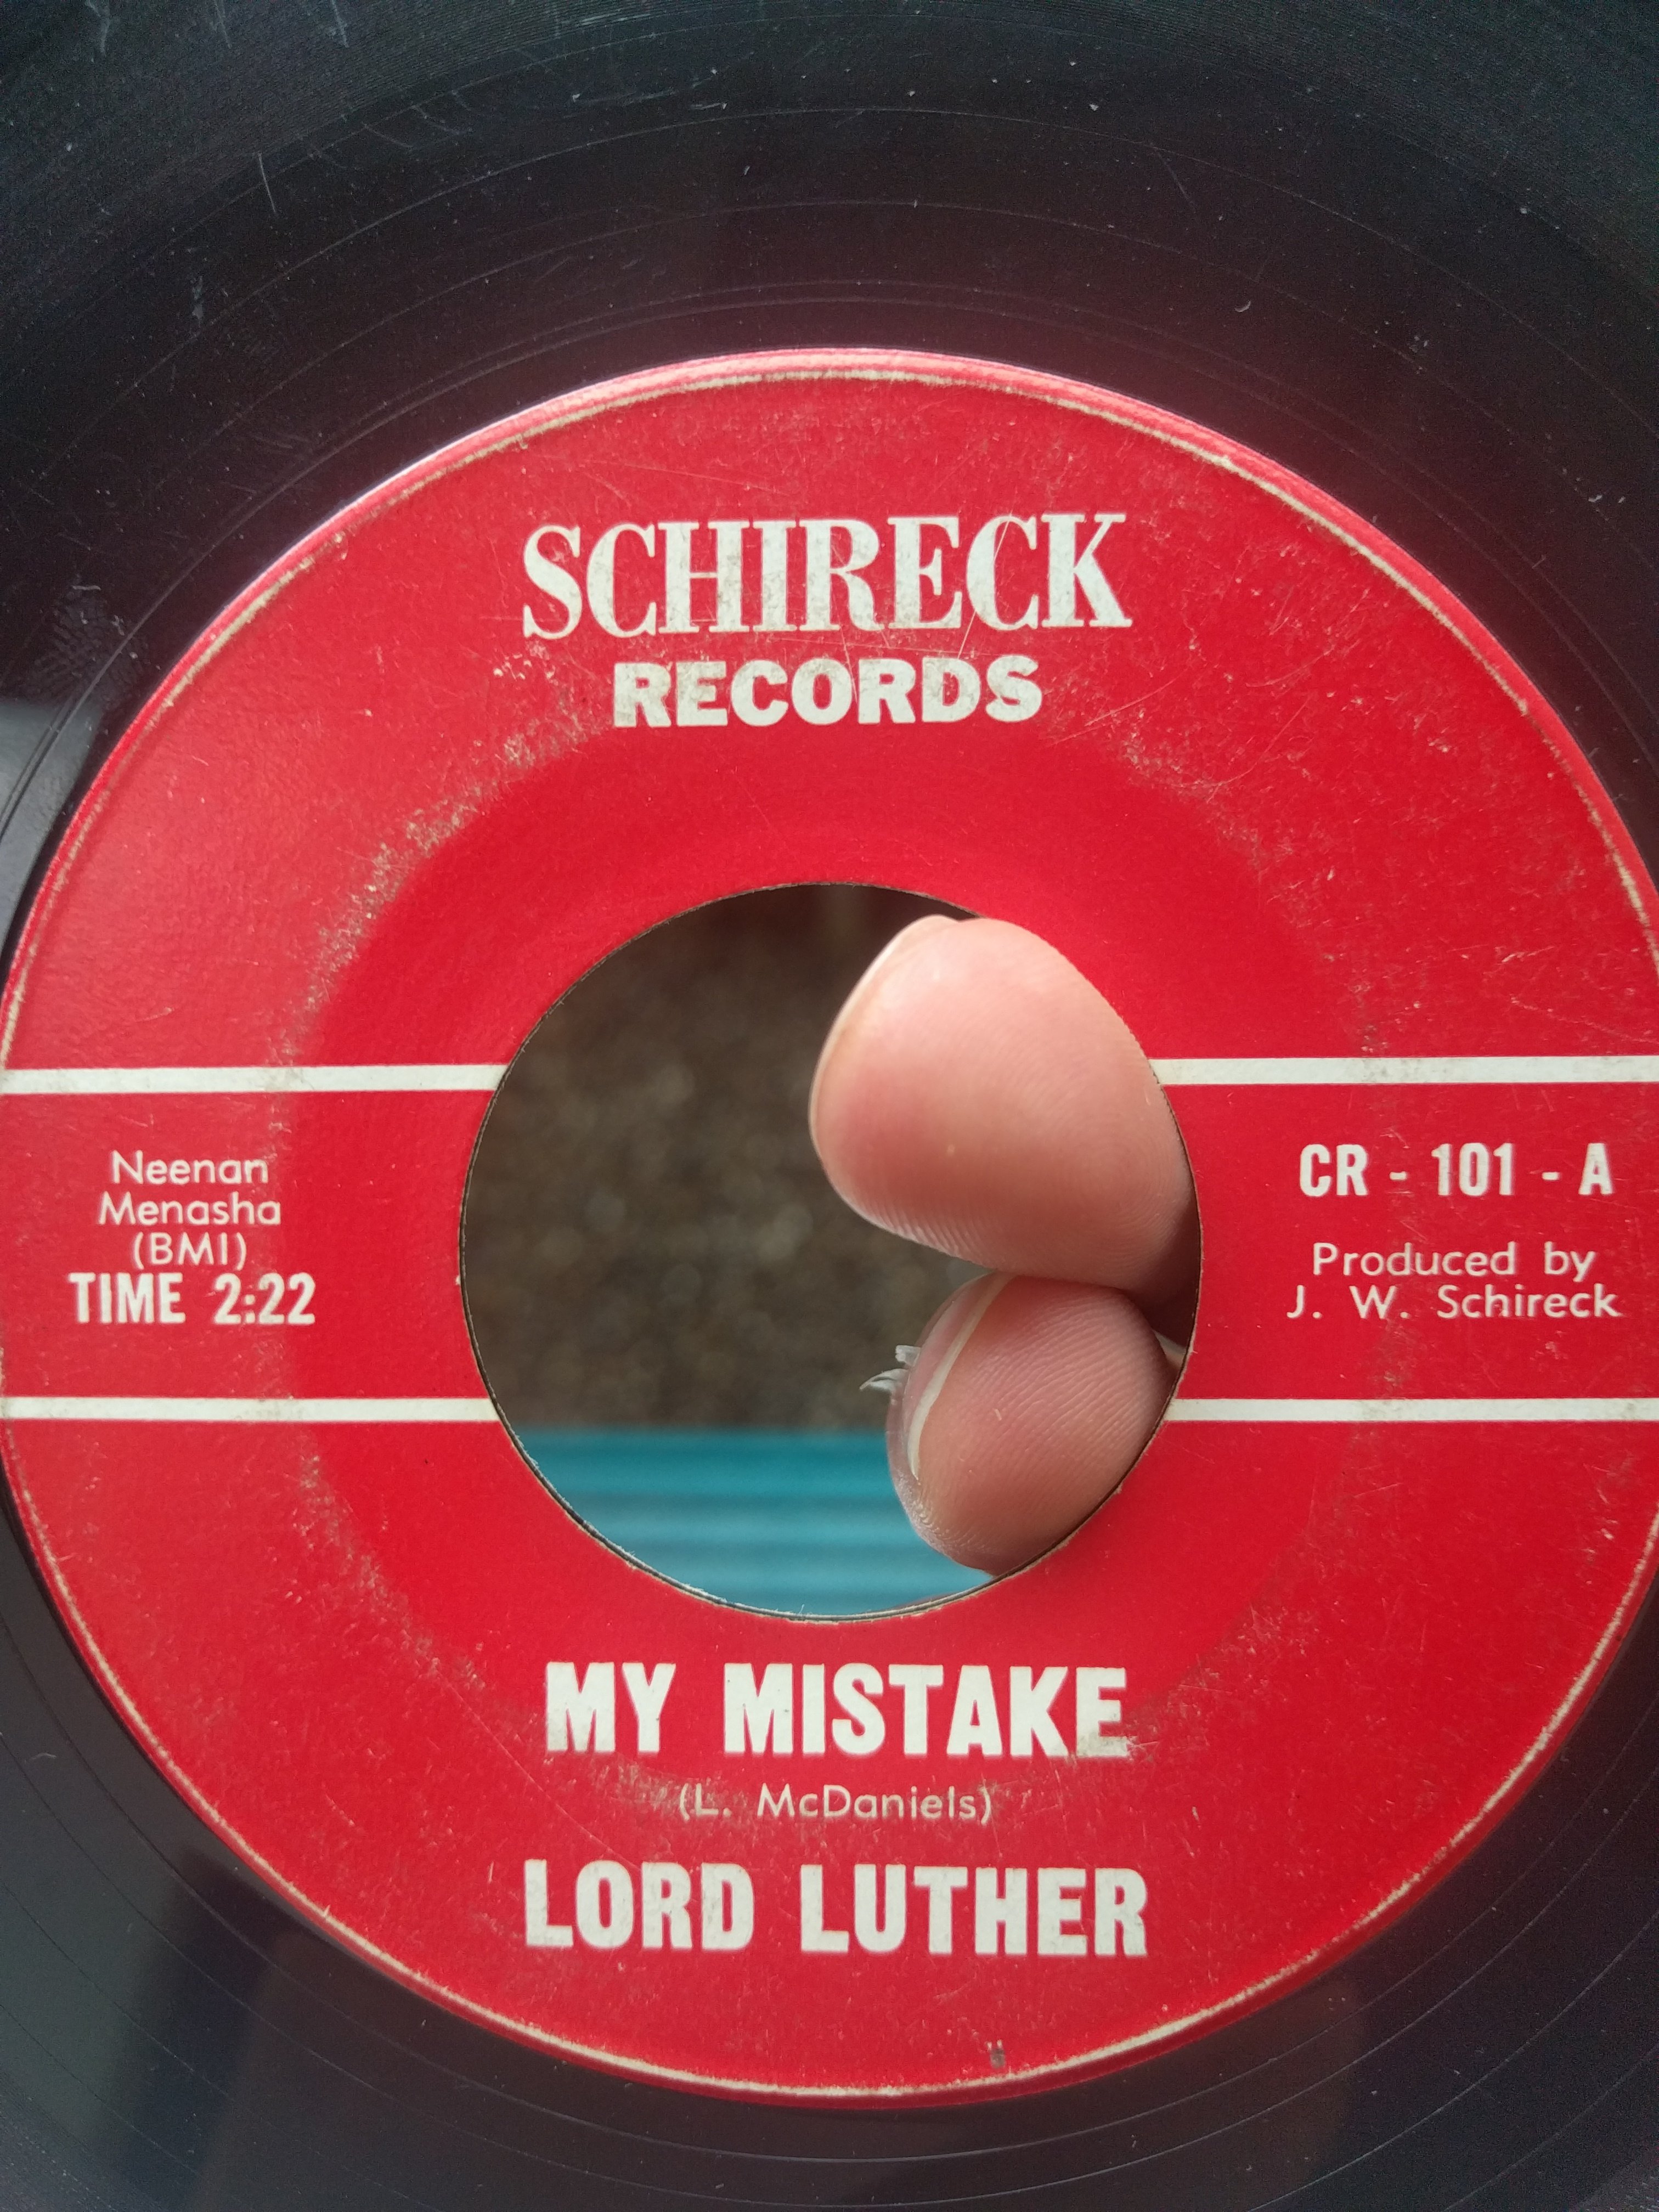 SCHIRECK
RECORDS
Neenan
Menasha
(BMI)
TIME 2:22
CR - 101 - A
Produced by
J. W. Schireck
MY MISTAKE
(L. McDaniels)
LORD LUTHER